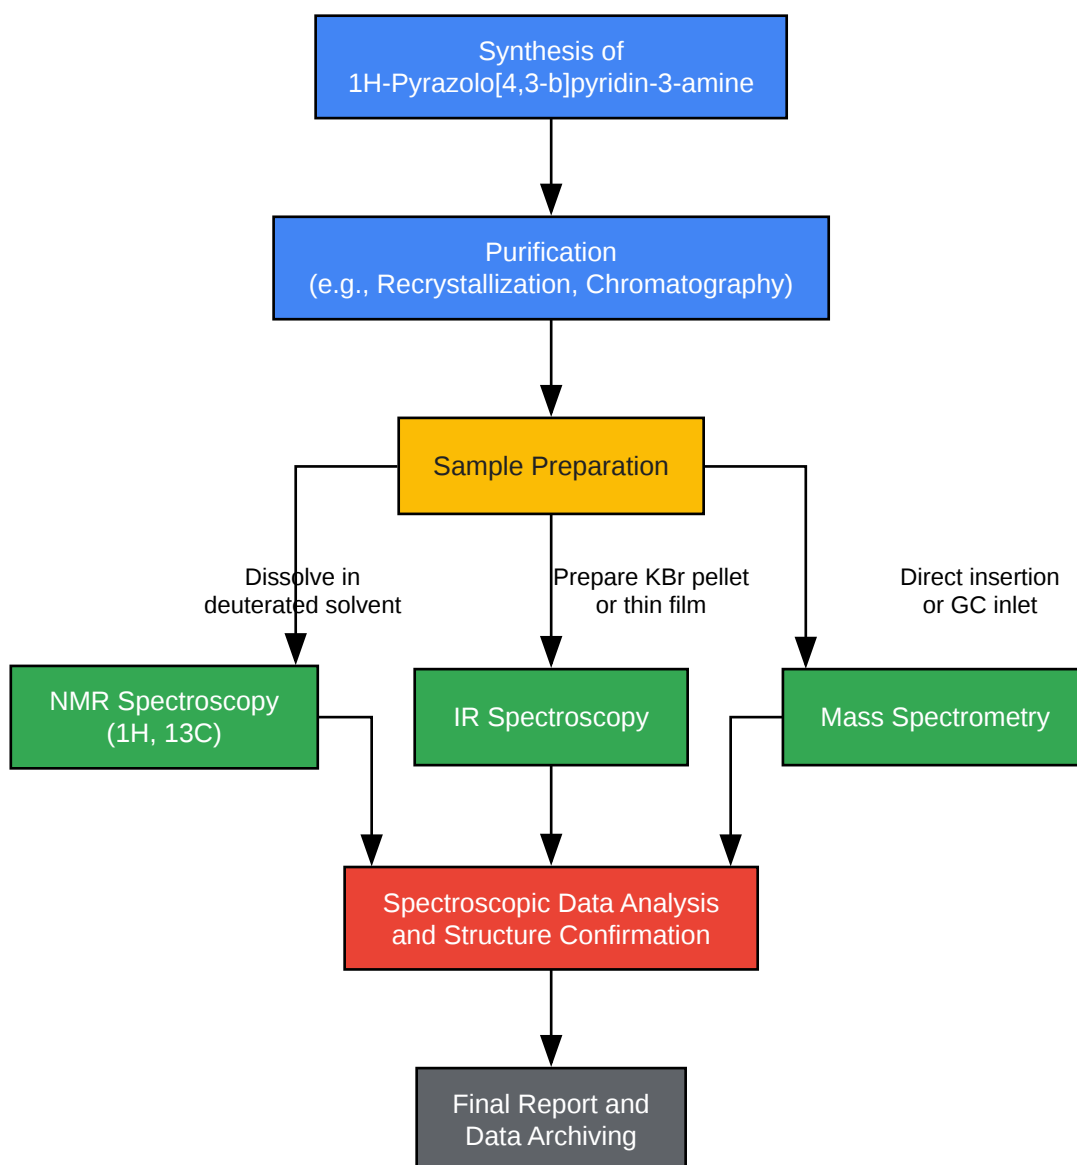 Synthesis of
1H-Pyrazolo[4,3-b]pyridin-3-amine
Purification
(e.g., Recrystallization, Chromatography)
Sample Preparation
Dissolve in
deuterated solvent
Prepare KBr pellet
or thin film
Direct insertion
or GC inlet
NMR Spectroscopy
(1H, 13C)
IR Spectroscopy
Mass Spectrometry
Spectroscopic Data Analysis
and Structure Confirmation
Final Report and
Data Archiving